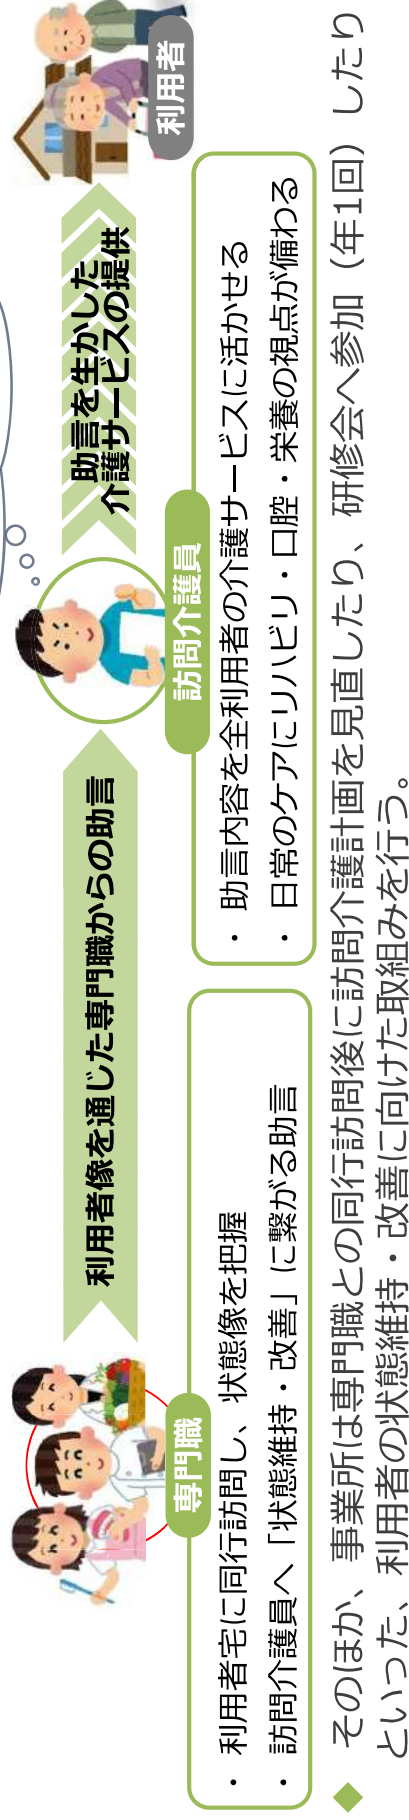 利用者像を通じた専門職からの助言
助言を生かした
介護サービスの提供
専門職
訪問介護員
利用者
・利用者宅に同行訪問し、状態像を把握
・訪問介護員へ「状態維持・改善」に繋がる助言
・助言内容を全利用者の介護サービスに活かせる
・日常のケアにリハビリ・口腔・栄養の視点が備わる
◆ そのほか、事業所は専門職との同行訪問後に訪問介護計画を見直したり、研修会へ参加（年1回）したり
といった、利用者の状態維持・改善に向けた取組みを行う。